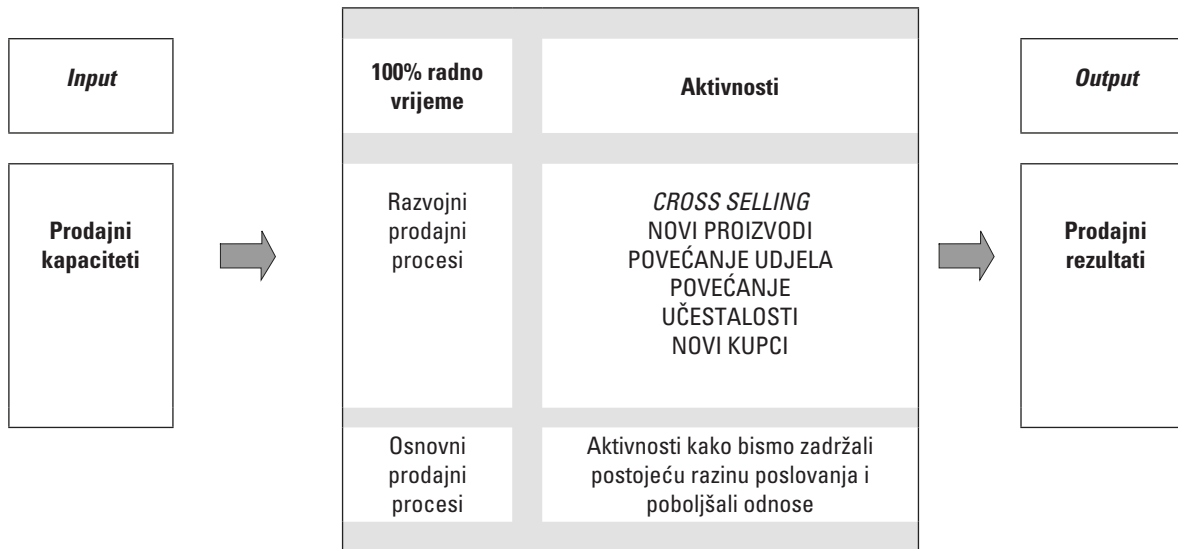 Input
100% radno
vrijeme
Aktivnosti
Output
Prodajni
kapaciteti
Razvojni
prodajni
procesi
CROSS SELLING
NOVI PROIZVODI
POVEĆANJE UDJELA
POVEĆANJE
UČESTALOSTI
NOVI KUPCI
Prodajni
rezultati
Osnovni
prodajni
procesi
Aktivnosti kako bismo zadržali
postojeću razinu poslovanja i
poboljšali odnose